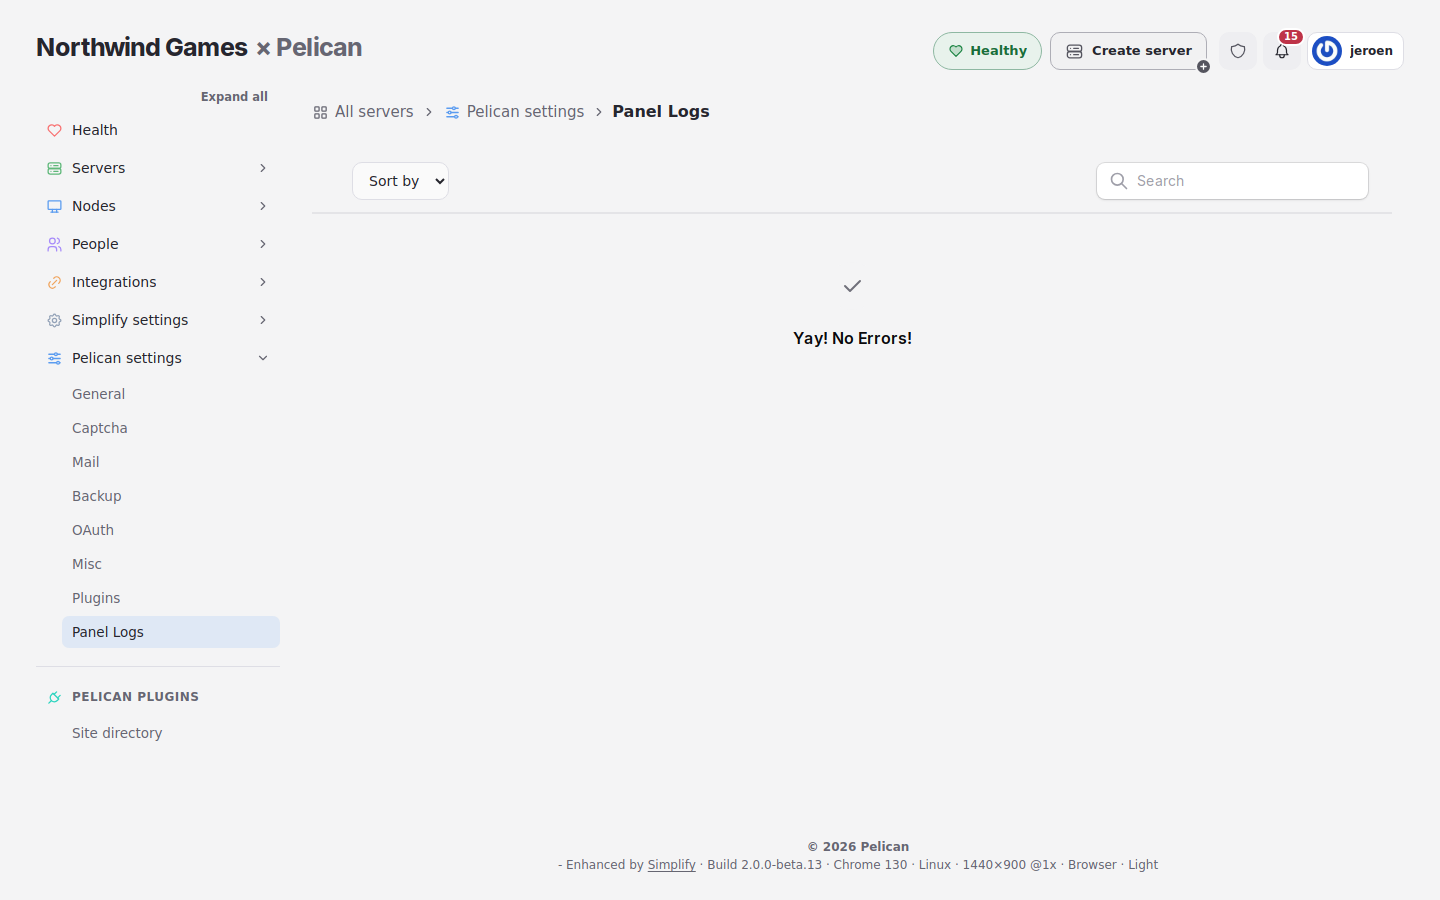 Northwind Games × Pelican
Healthy
Create server
15
jeroen
Expand all
Health
Servers
Nodes
People
Integrations
Simplify settings
Pelican settings
General
Captcha
Mail
Backup
OAuth
Misc
Plugins
Panel Logs
PELICAN PLUGINS
Site directory
All servers > Pelican settings > Panel Logs
Sort by
Search
Yay! No Errors!
© 2026 Pelican
- Enhanced by Simplify · Build 2.0.0-beta.13 · Chrome 130 · Linux · 1440×900 @1x · Browser · Light